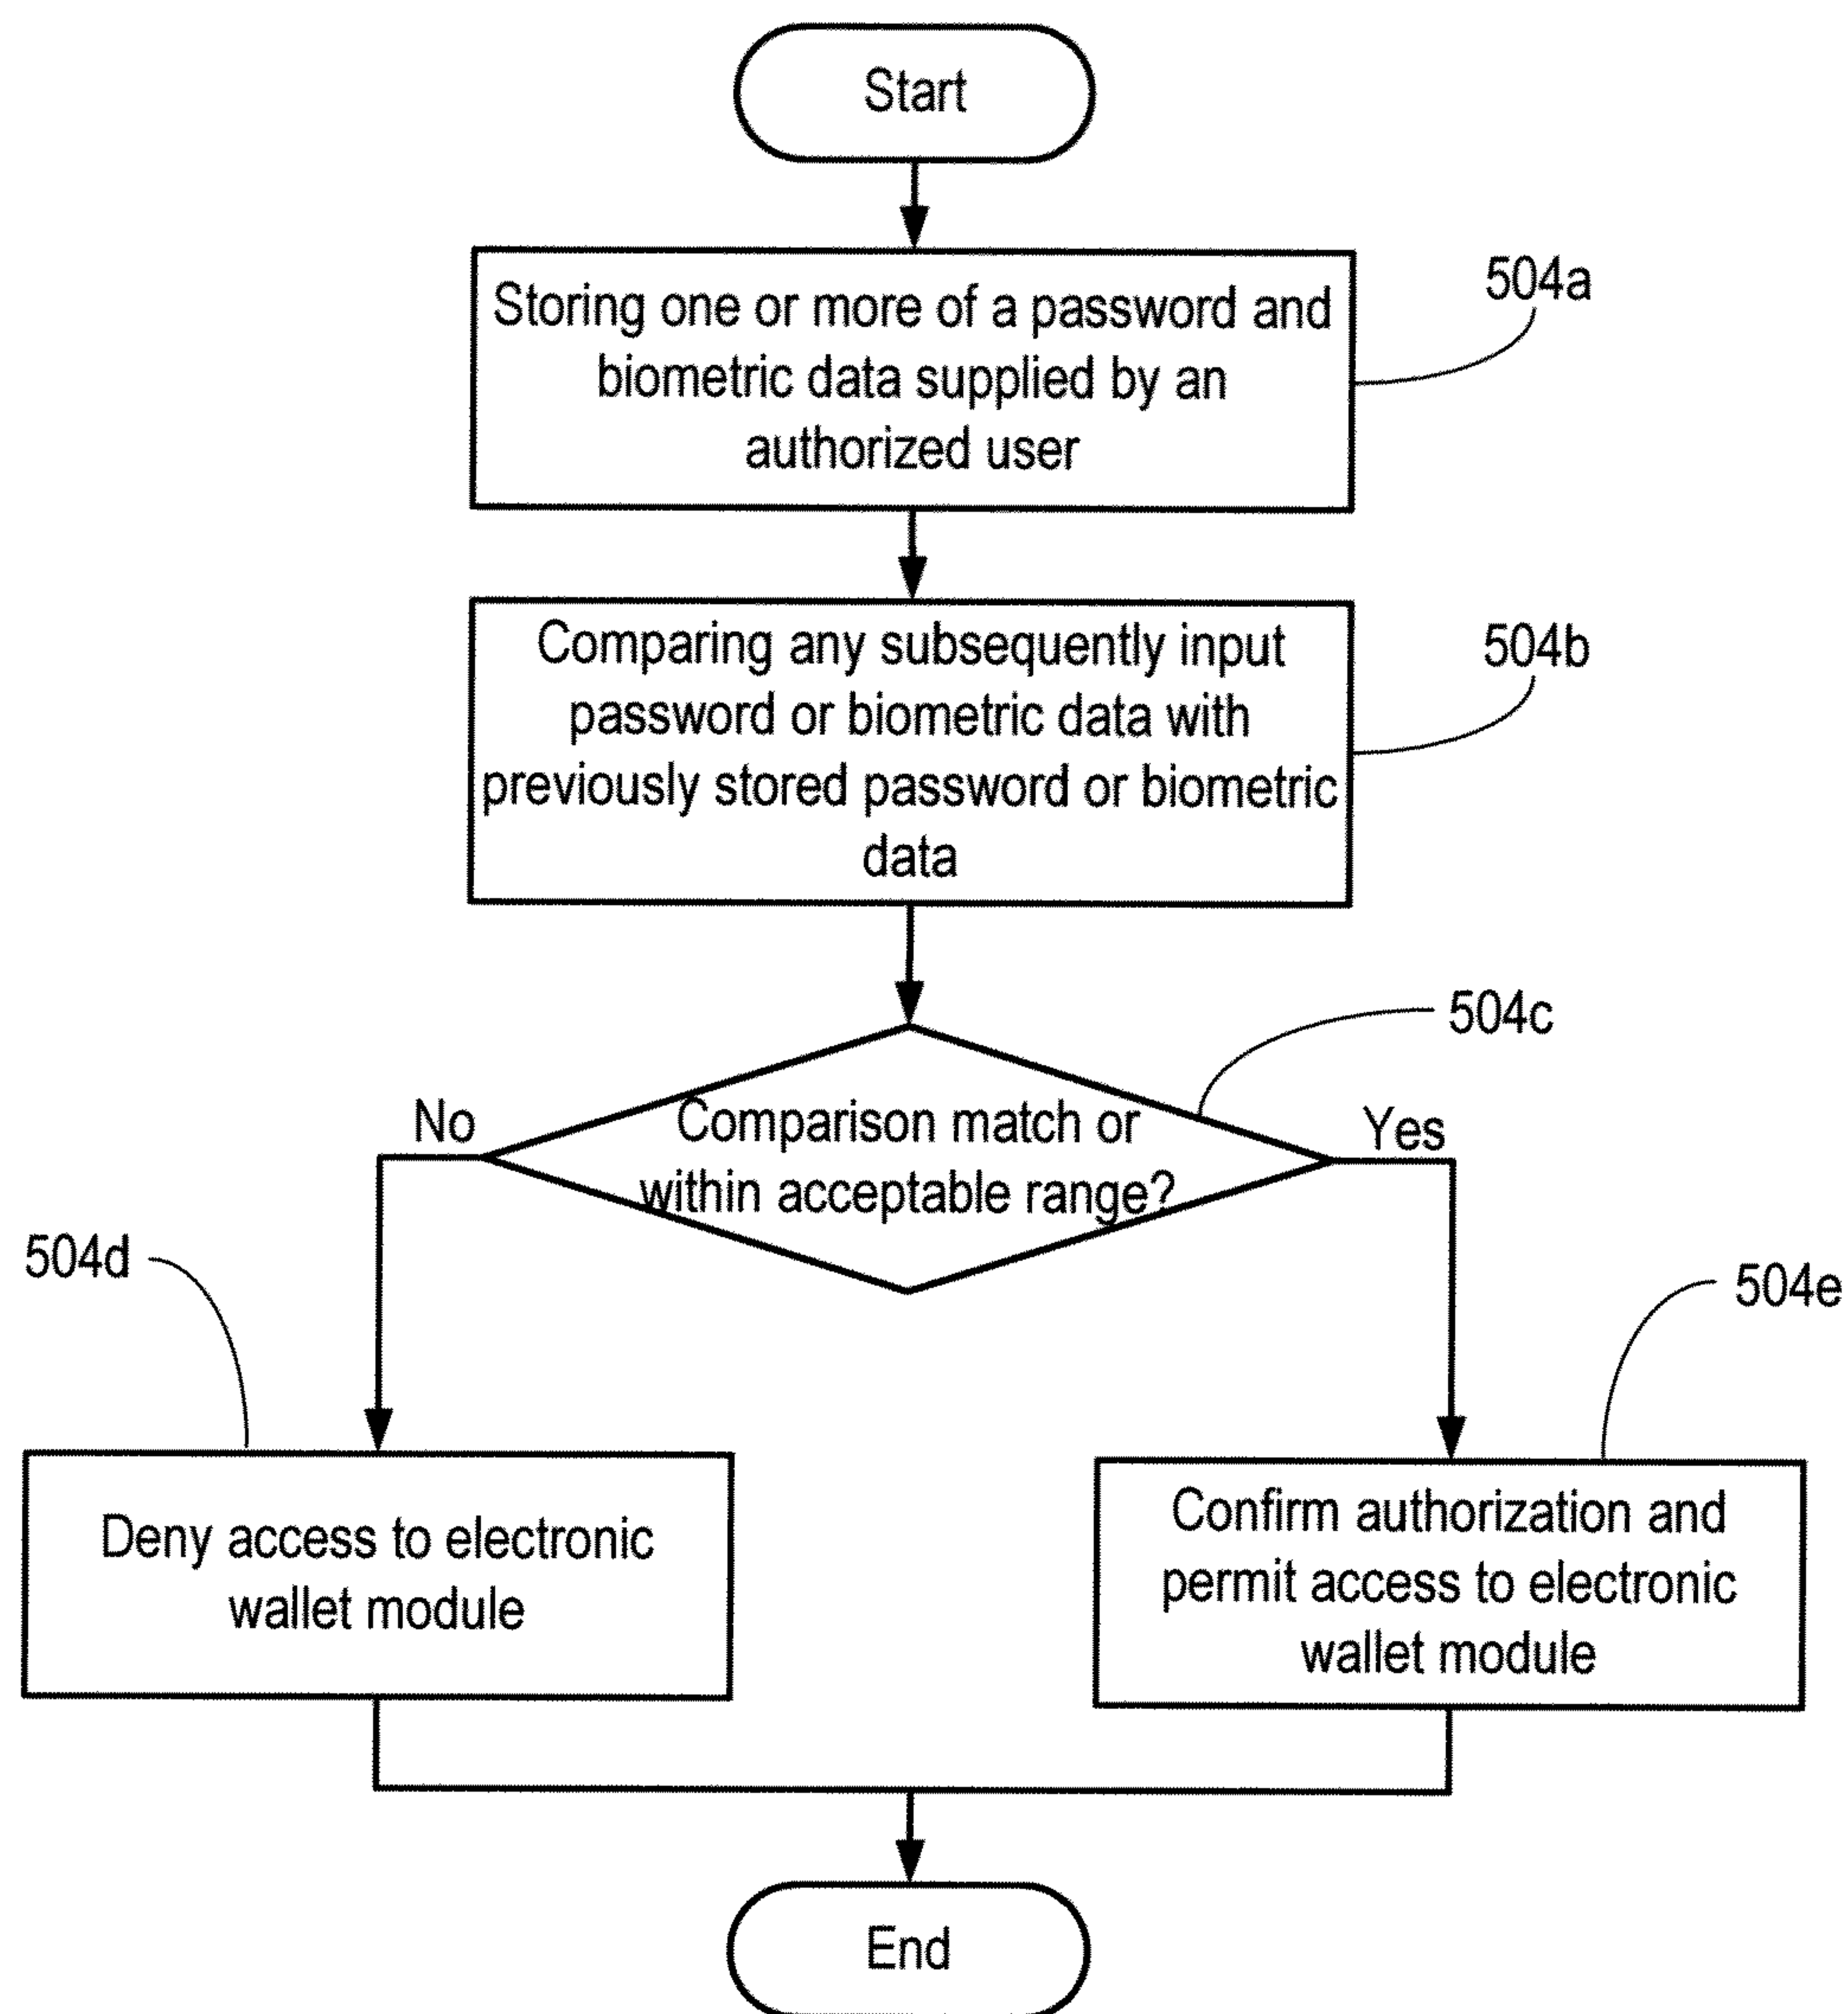 Start
Storing one or more of a password and
biometric data supplied by an
authorized user
504a
Comparing any subsequently input
password or biometric data with
previously stored password or biometric
data
504b
504c
No
Comparison match or
within acceptable range?
Yes
504d
504e
Deny access to electronic
wallet module
Confirm authorization and
permit access to electronic
wallet module
End